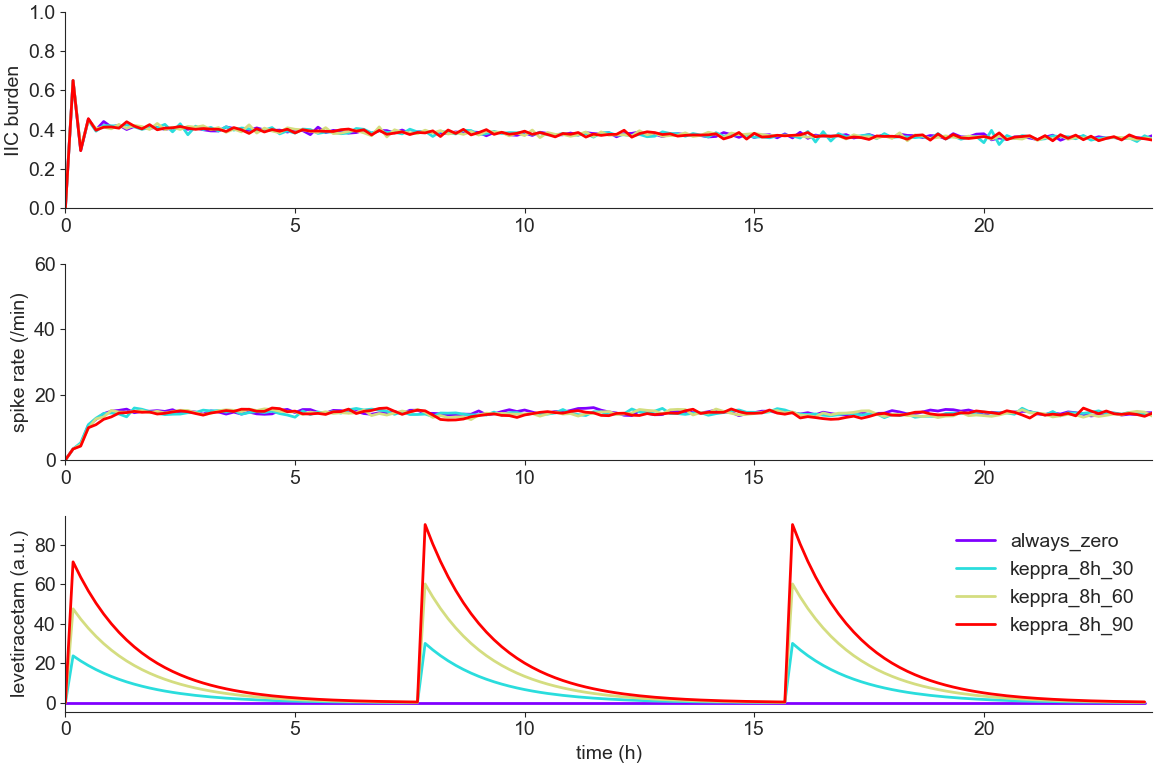 1.0
0.8
0.6
0.4
0.2
0.0
IIC burden
0 5 10 15 20
60
40
20
0
spike rate (/min)
0 5 10 15 20
80
60
40
20
0
levetiracetam (a.u.)
always_zero
keppra_8h_30
keppra_8h_60
keppra_8h_90
0 5 10 15 20
time (h)